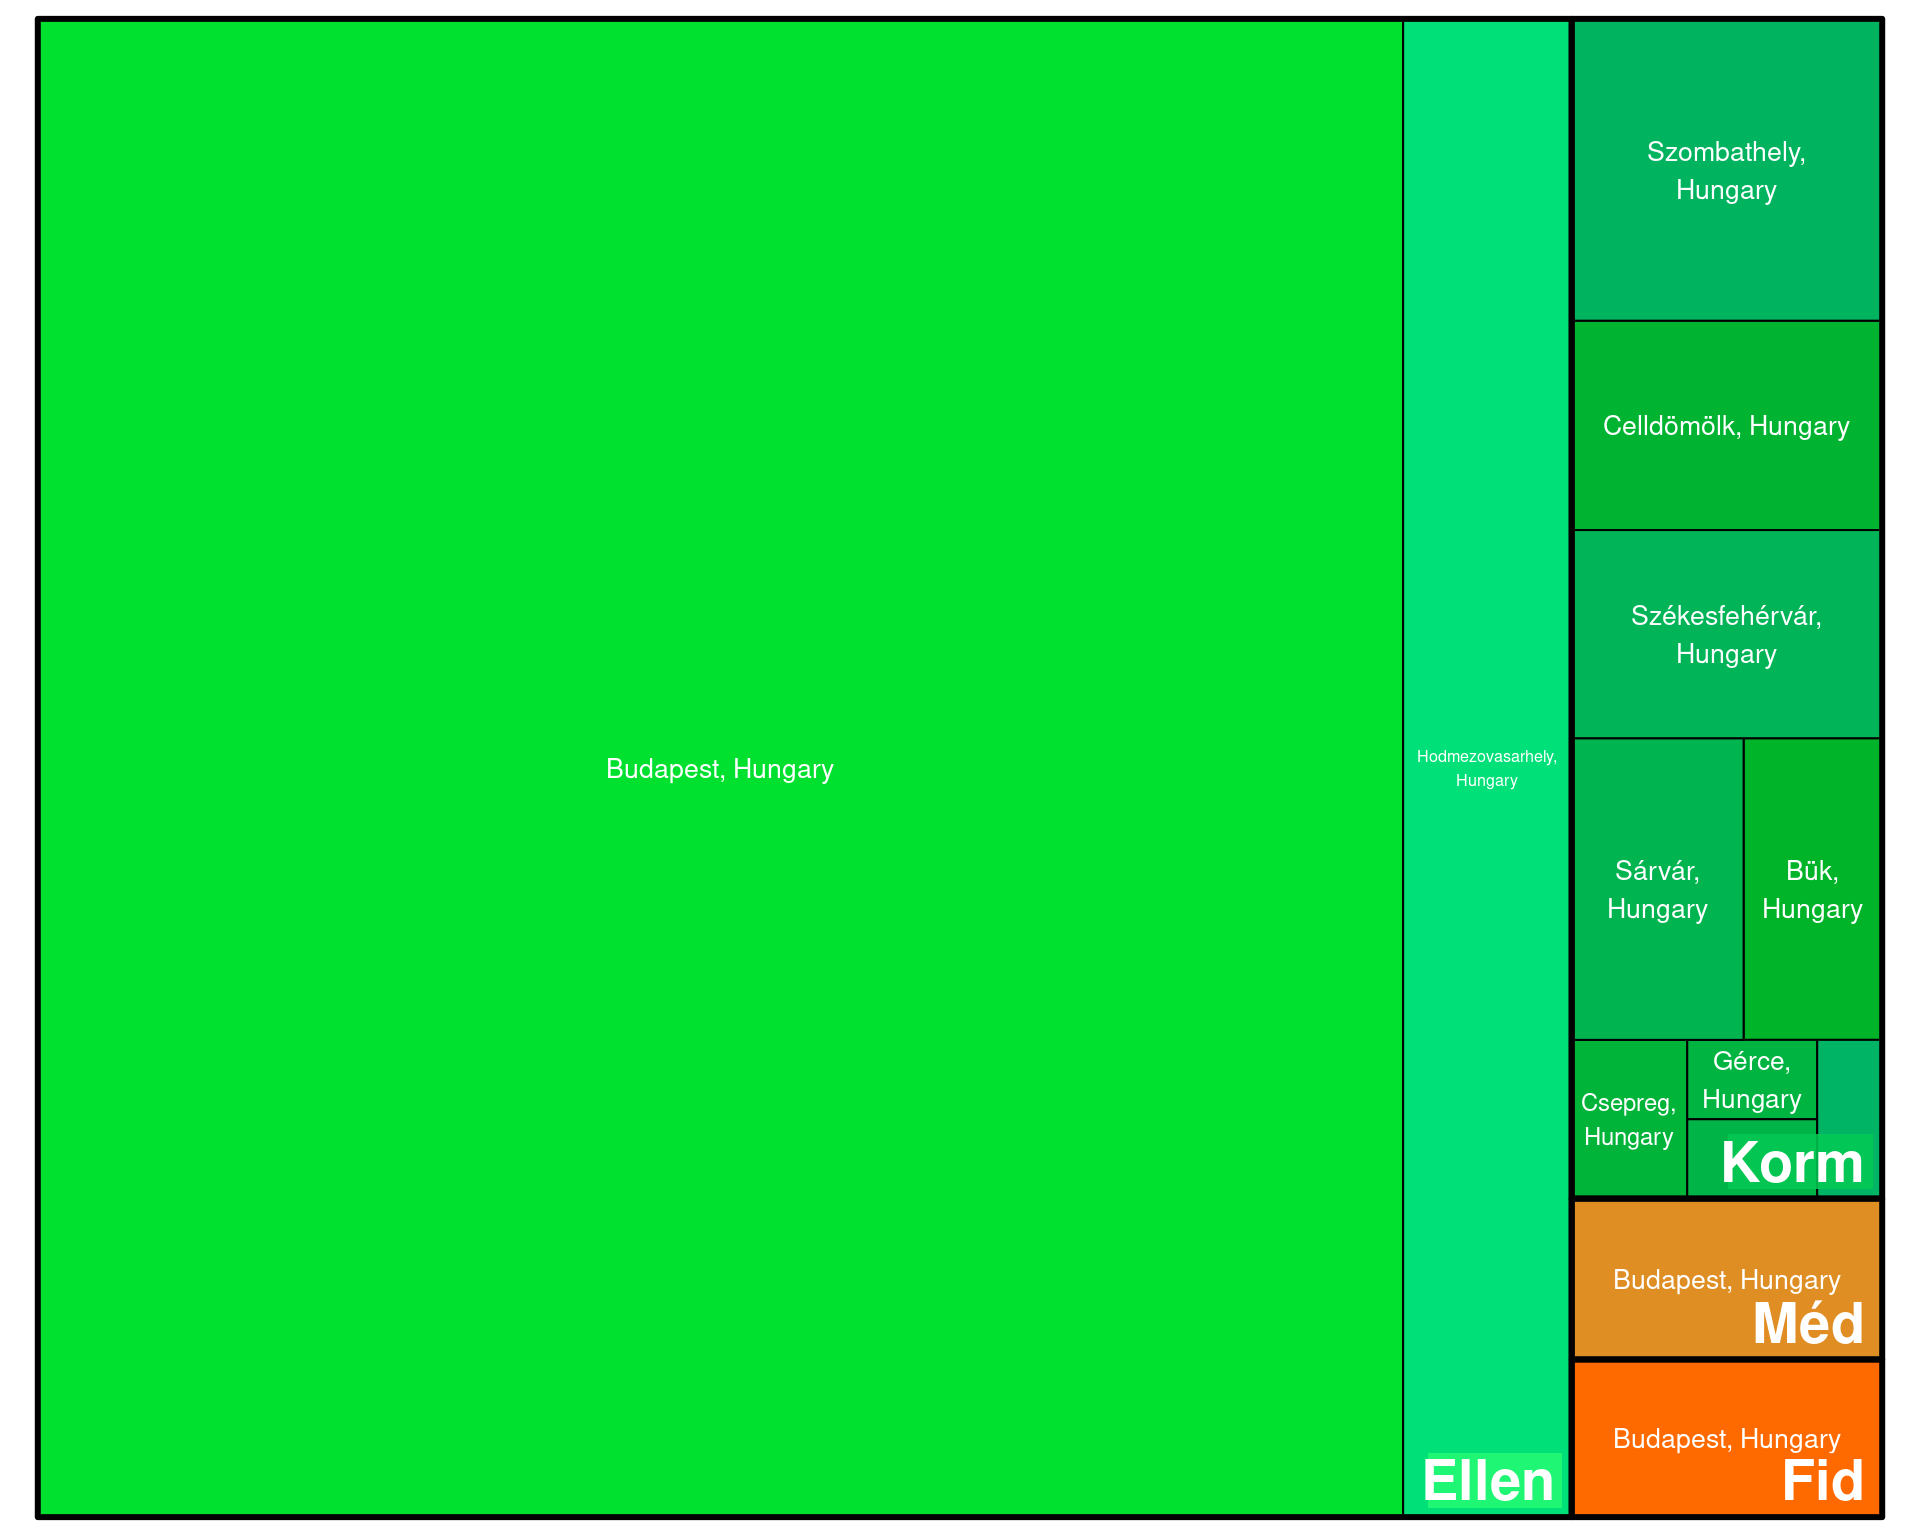 Budapest, Hungary
Hodmezovasarhely,
Hungary
Ellen
Szombathely,
Hungary
Celldömölk, Hungary
Székesfehérvár,
Hungary
Sárvár,
Hungary
Bük,
Hungary
Csepreg,
Hungary
Gérce,
Hungary
Korm
Budapest, Hungary
Méd
Budapest, Hungary
Fid